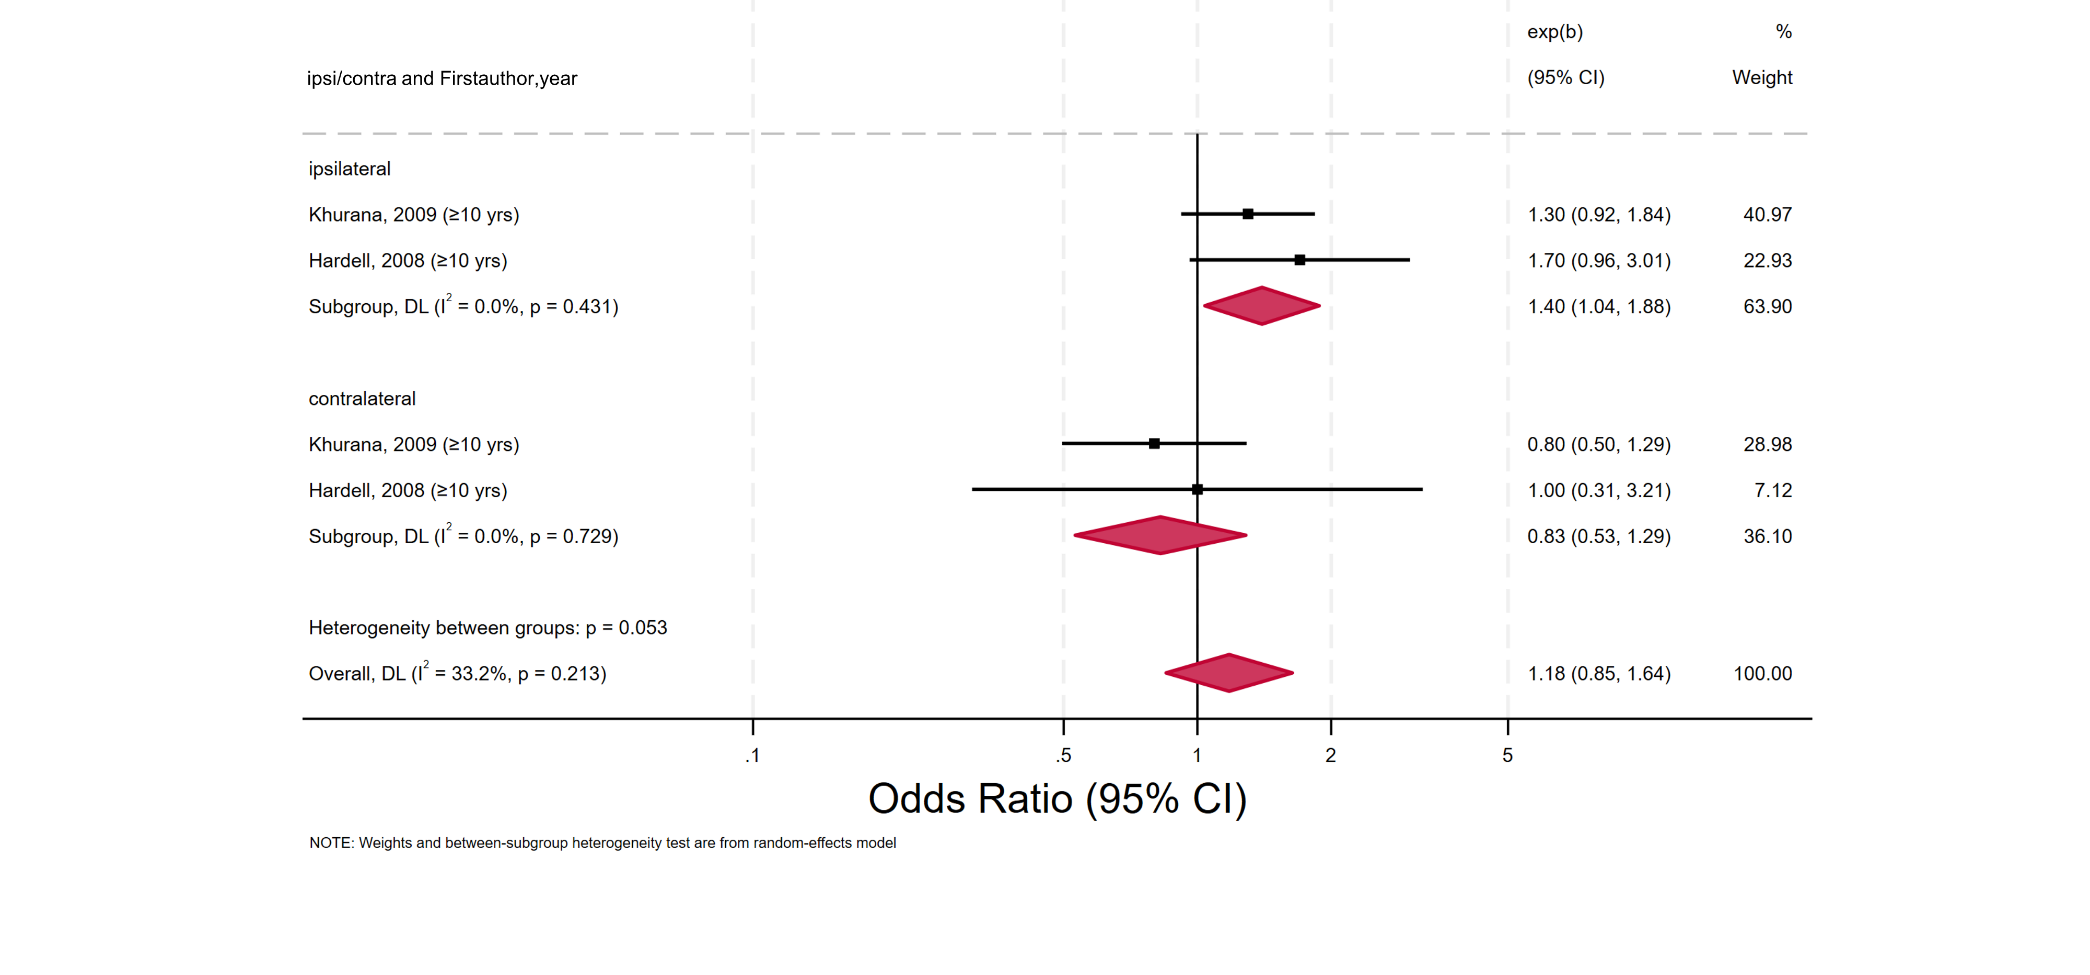 exp(b) %
ipsi/contra and Firstauthor,year (95% CI) Weight
ipsilateral
Khurana, 2009 (≥10 yrs) 1.30 (0.92, 1.84) 40.97
Hardell, 2008 (≥10 yrs) 1.70 (0.96, 3.01) 22.93
Subgroup, DL (I² = 0.0%, p = 0.431) 1.40 (1.04, 1.88) 63.90
contralateral
Khurana, 2009 (≥10 yrs) 0.80 (0.50, 1.29) 28.98
Hardell, 2008 (≥10 yrs) 1.00 (0.31, 3.21) 7.12
Subgroup, DL (I² = 0.0%, p = 0.729) 0.83 (0.53, 1.29) 36.10
Heterogeneity between groups: p = 0.053
Overall, DL (I² = 33.2%, p = 0.213) 1.18 (0.85, 1.64) 100.00
.1 .5 1 2 5
Odds Ratio (95% CI)
NOTE: Weights and between-subgroup heterogeneity test are from random-effects model